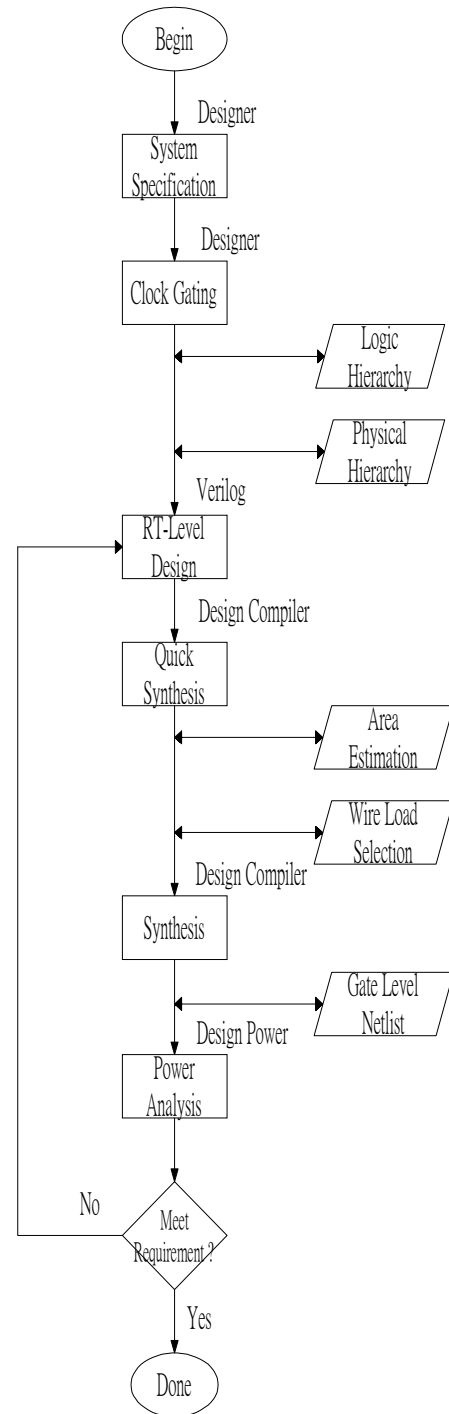 Begin
Designer
System
Specification
Designer
Clock Gating
Logic
Hierarchy
Physical
Hierarchy
Verilog
RT-Level
Design
Design Compiler
Quick
Synthesis
Area
Estimation
Wire Load
Selection
Design Compiler
Synthesis
Gate Level
Netlist
Design Power
Power
Analysis
No
Meet
Requirement ?
Yes
Done